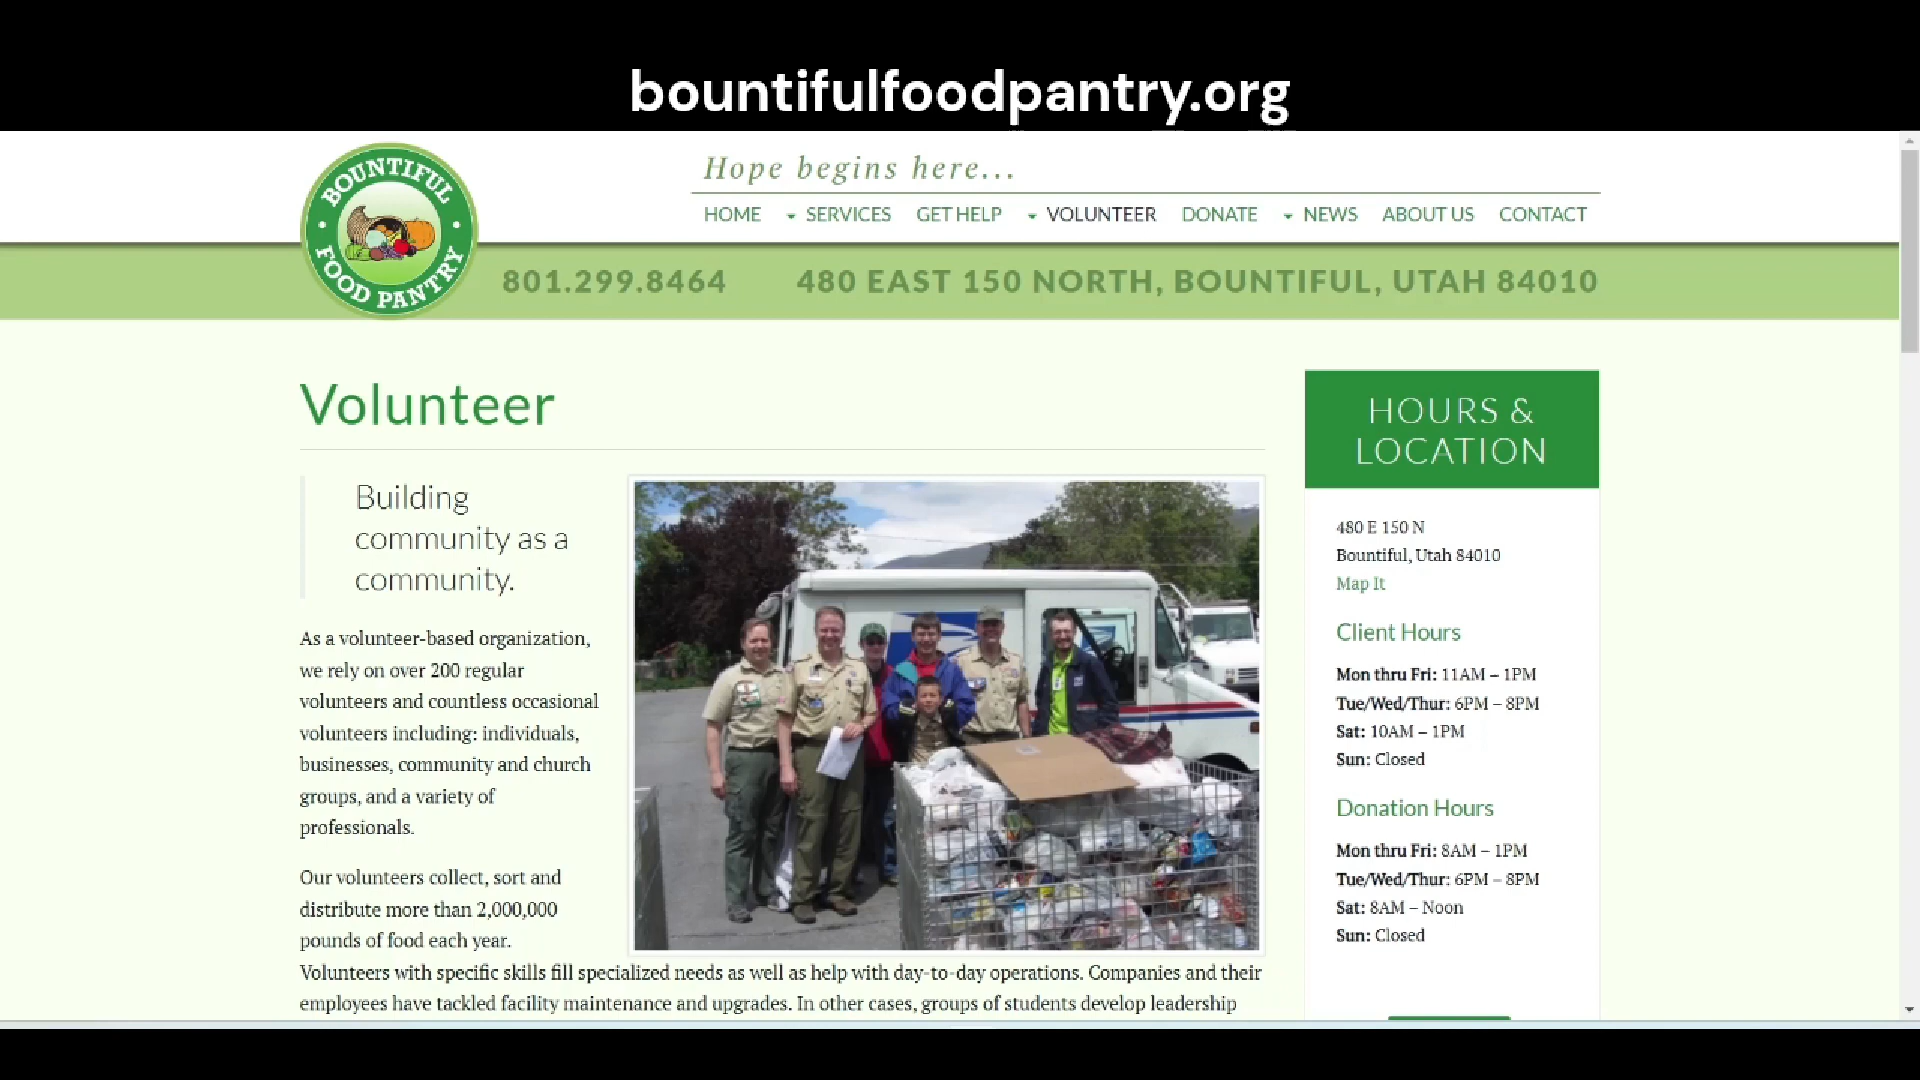 bountifulfoodpantry.org
BOUNTIFUL
FOOD PANTRY
Hope begins here...
HOME SERVICES GET HELP VOLUNTEER DONATE NEWS ABOUT US CONTACT
801.299.8464 480 EAST 150 NORTH, BOUNTIFUL, UTAH 84010
Volunteer
Building
community as a
community.
As a volunteer-based organization,
we rely on over 200 regular
volunteers and countless occasional
volunteers including: individuals,
businesses, community and church
groups, and a variety of
professionals.
Our volunteers collect, sort and
distribute more than 2,000,000
pounds of food each year.
Volunteers with specific skills fill specialized needs as well as help with day-to-day operations. Companies and their
employees have tackled facility maintenance and upgrades. In other cases, groups of students develop leadership
HOURS &
LOCATION
480 E 150 N
Bountiful, Utah 84010
Map It
Client Hours
Mon thru Fri: 11AM – 1PM
Tue/Wed/Thur: 6PM – 8PM
Sat: 10AM – 1PM
Sun: Closed
Donation Hours
Mon thru Fri: 8AM – 1PM
Tue/Wed/Thur: 6PM – 8PM
Sat: 8AM – Noon
Sun: Closed